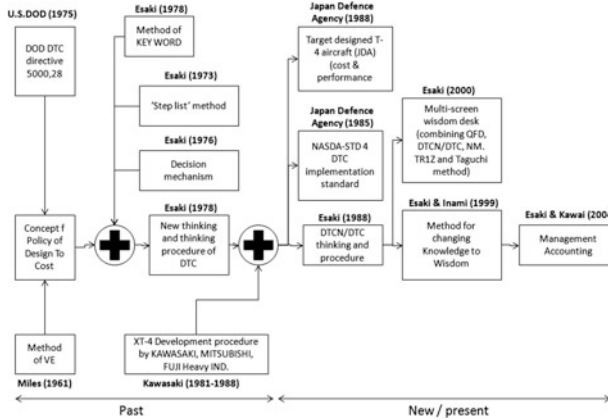 U.S.DOD (1975)
DOD DTC
directive
5000,28
Concept f
Policy of
Design To
Cost
Method
of VE
Miles (1961)
Esaki (1978)
Method of
KEY WORD
Esaki (1973)
'Step list' method
Esaki (1976)
Decision
mechanism
Esaki (1978)
New thinking
and thinking
procedure of
DTC
XT-4 Development procedure
by KAWASAKI, MITSUBISHI,
FUJI Heavy IND.
Kawasaki (1981-1988)
Japan Defence
Agency (1988)
Target designed T-
4 aircraft (JDA)
(cost &
performance
Japan Defence
Agency (1985)
NASDA-STD 4
DTC
implementation
standard
Esaki (1988)
DTCN/DTC
thinking and
procedure
Esaki (2000)
Multi-screen
wisdom desk
(combining QFD,
DTCN/DTC, NM.
TR1Z and Taguchi
method)
Esaki & Inami (1999)
Method for
changing
Knowledge to
Wisdom
Esaki & Kawai (200
Management
Accounting
Past
New / present